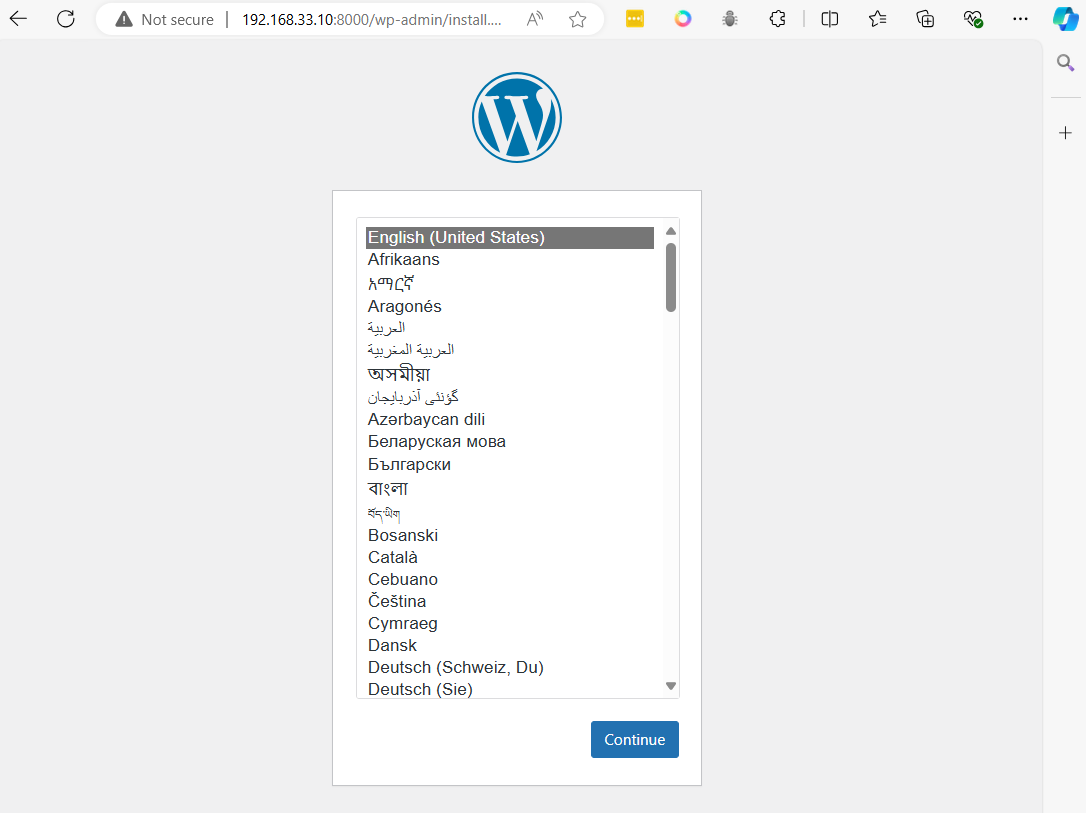 Not secure
192.168.33.10:8000/wp-admin/install....
English (United States)
Afrikaans
አማርኛ
Aragonés
العربية
العربية المغربية
অসমীয়া
گؤنئی آذربایجان
Azərbaycan dili
Беларуская мова
Български
বাংলা
བོད་ཡིག
Bosanski
Català
Cebuano
Čeština
Cymraeg
Dansk
Deutsch (Schweiz, Du)
Deutsch (Sie)
Continue